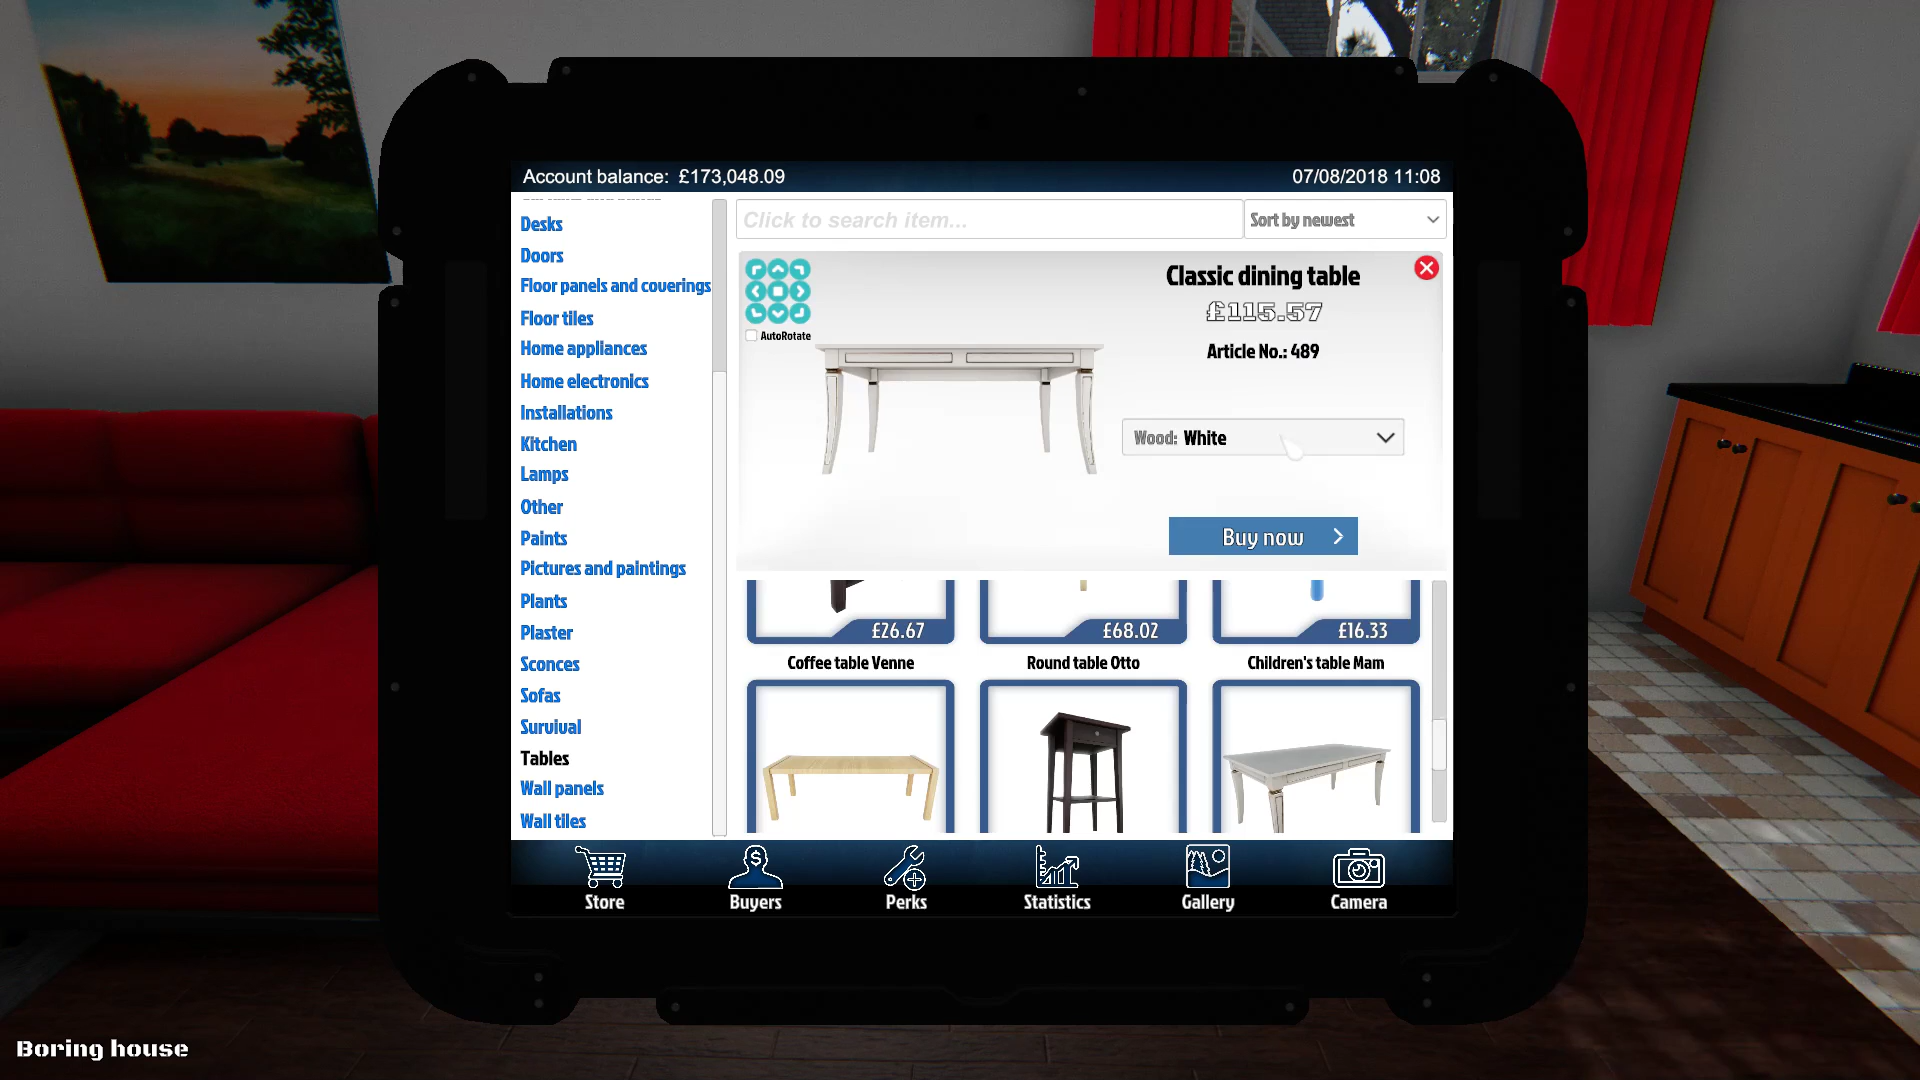 Account balance: £173,048.09
07/08/2018 11:08
Desks
Doors
Floor panels and coverings
Floor tiles
Home appliances
Home electronics
Installations
Kitchen
Lamps
Other
Paints
Pictures and paintings
Plants
Plaster
Sconces
Sofas
Survival
Tables
Wall panels
Wall tiles
Click to search item...
Sort by newest
AutoRotate
Classic dining table
£115.57
Article No.: 489
Wood: White
Buy now
£26.67
£68.02
£16.33
Coffee table Venne
Round table Otto
Children's table Mam
Store
Buyers
Perks
Statistics
Gallery
Camera
Boring house